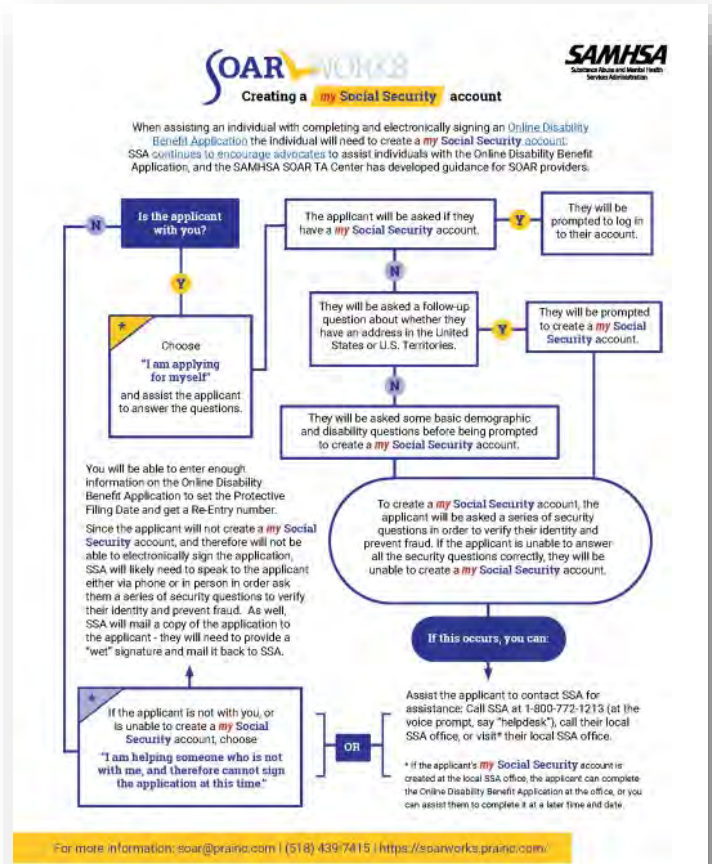 SOAR WORKS
SAMHSA
Substance Abuse and Mental Health
Services Administration
Creating a my Social Security account
When assisting an individual with completing and electronically signing an Online Disability
Benefit Application the individual will need to create a my Social Security account.
SSA continues to encourage advocates to assist individuals with the Online Disability Benefit
Application, and the SAMHSA SOAR TA Center has developed guidance for SOAR providers.
N
Is the applicant
with you?
Y
*
Choose
"I am applying
for myself"
and assist the applicant
to answer the questions.
The applicant will be asked if they
have a my Social Security account.
Y
They will be
prompted to log in
to their account.
N
They will be asked a follow-up
question about whether they
have an address in the United
States or U.S. Territories.
Y
They will be prompted
to create a my Social
Security account.
N
They will be asked some basic demographic
and disability questions before being prompted
to create a my Social Security account.
To create a my Social Security account, the
applicant will be asked a series of security
questions in order to verify their identity and
prevent fraud. If the applicant is unable to answer
all the security questions correctly, they will be
unable to create a my Social Security account.
If this occurs, you can:
Assist the applicant to contact SSA for
assistance: Call SSA at 1-800-772-1213 (at the
voice prompt, say "helpdesk"), call their local
SSA office, or visit* their local SSA office.
* If the applicant's my Social Security account is
created at the local SSA office, the applicant can complete
the Online Disability Benefit Application at the office, or you
can assist them to complete it at a later time and date.
OR
*
If the applicant is not with you, or
is unable to create a my Social
Security account, choose
"I am helping someone who is not
with me, and therefore cannot sign
the application at this time."
You will be able to enter enough
information on the Online Disability
Benefit Application to set the Protective
Filing Date and get a Re-Entry number.
Since the applicant will not create a my Social
Security account, and therefore will not be
able to electronically sign the application,
SSA will likely need to speak to the applicant
either via phone or in person in order ask
them a series of security questions to verify
their identity and prevent fraud. As well,
SSA will mail a copy of the application to
the applicant - they will need to provide a
"wet" signature and mail it back to SSA.
For more information: soar@prainc.com | (518) 439-7415 | https://soarworks.prainc.com/